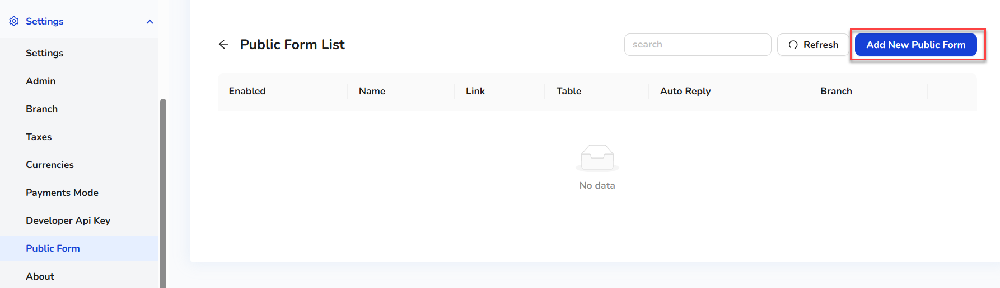 Settings
Settings
Admin
Branch
Taxes
Currencies
Payments Mode
Developer Api Key
Public Form
About
Public Form List
search
Refresh
Add New Public Form
Enabled Name Link Table Auto Reply Branch
No data